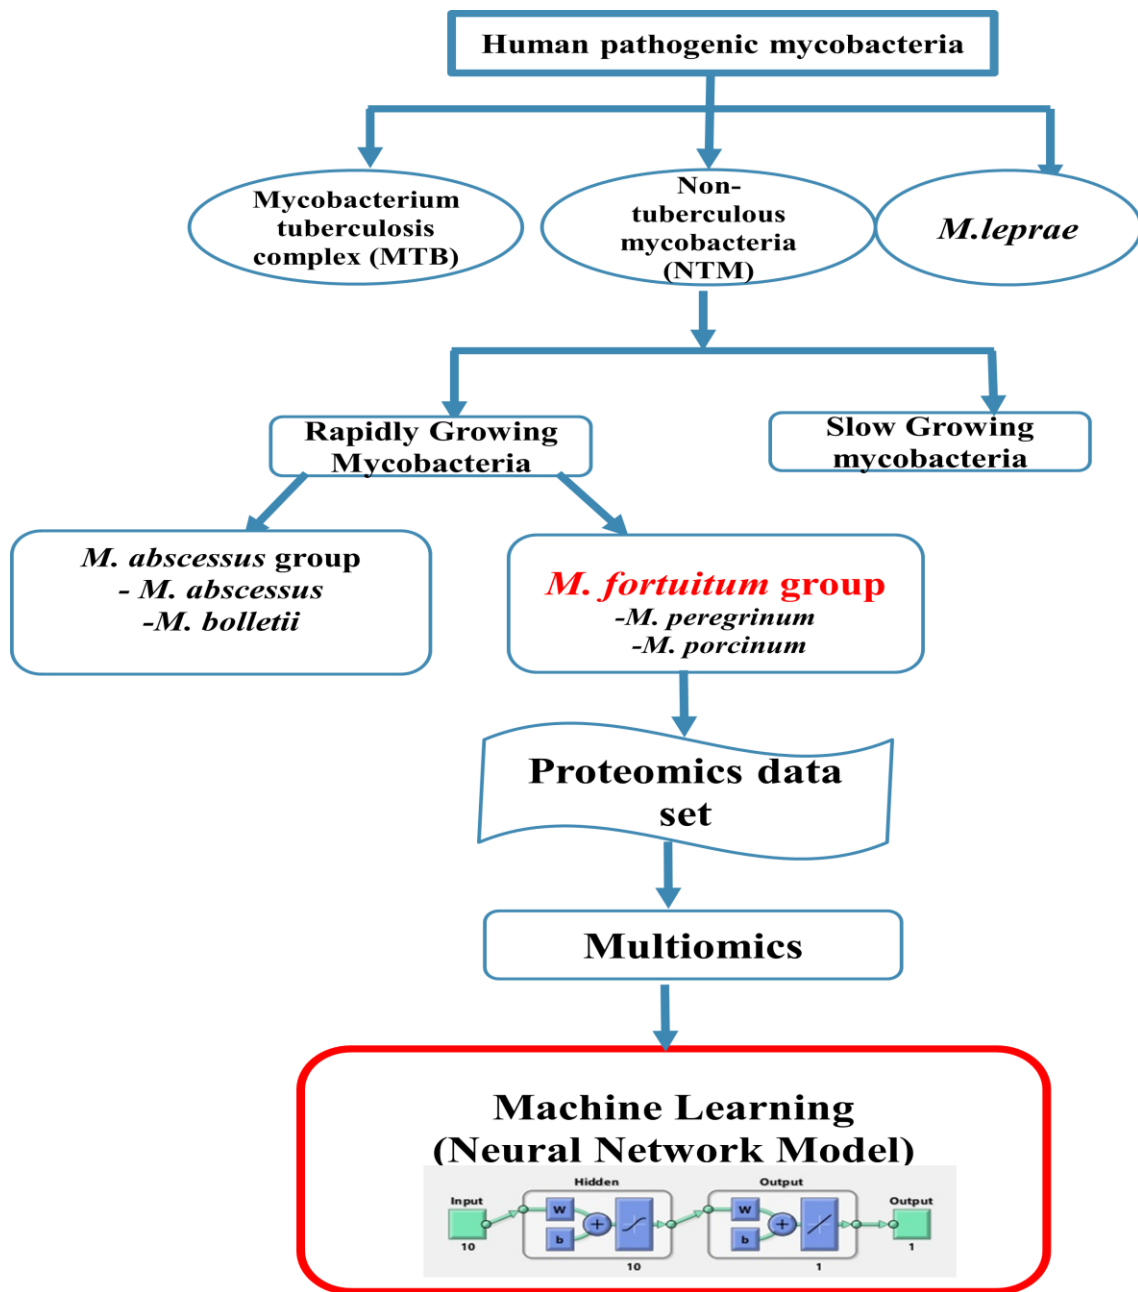 Human pathogenic mycobacteria
Mycobacterium
tuberculosis
complex (MTB)
Non-
tuberculous
mycobacteria
(NTM)
M.leprae
Rapidly Growing
Mycobacteria
Slow Growing
mycobacteria
M. abscessus group
- M. abscessus
-M. bolletii
M. fortuitum group
-M. peregrinum
-M. porcinum
Proteomics data
set
Multiomics
Machine Learning
(Neural Network Model)
Hidden
Output
Input
Output
W
b
+
W
b
+
10
10
1
1